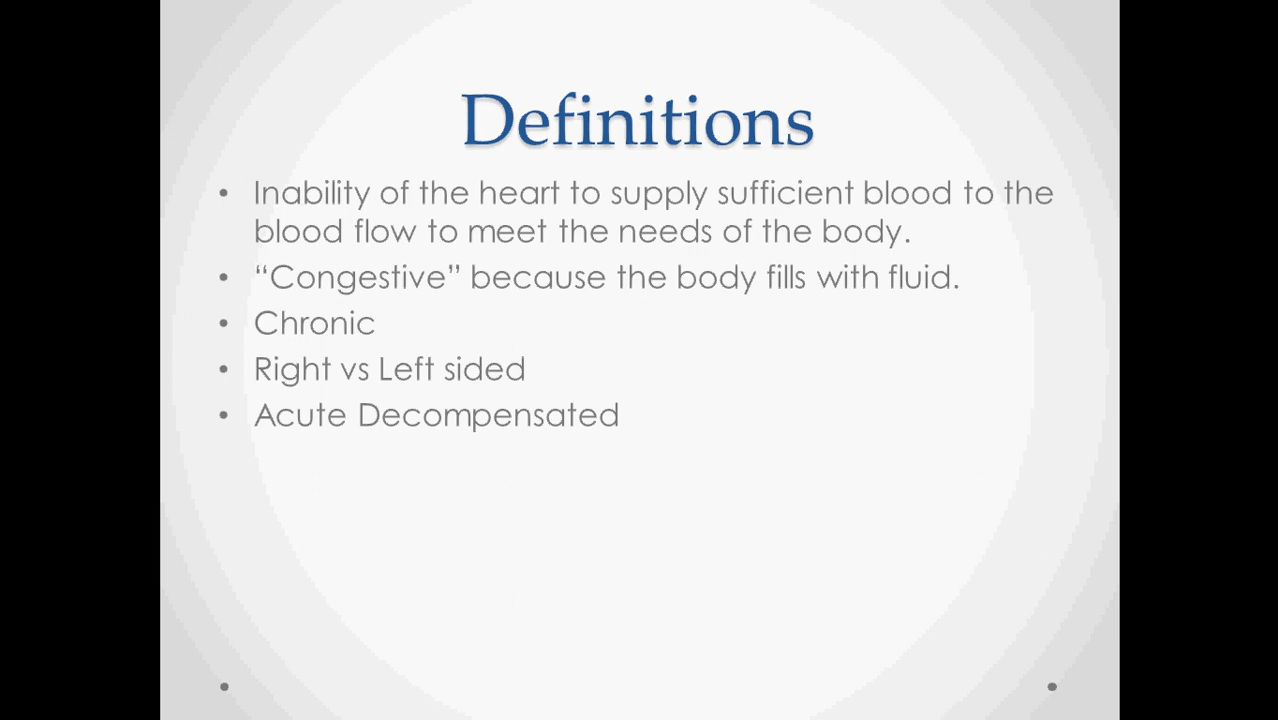 Definitions
• Inability of the heart to supply sufficient blood to the
blood flow to meet the needs of the body.
• “Congestive” because the body fills with fluid.
• Chronic
• Right vs Left sided
• Acute Decompensated